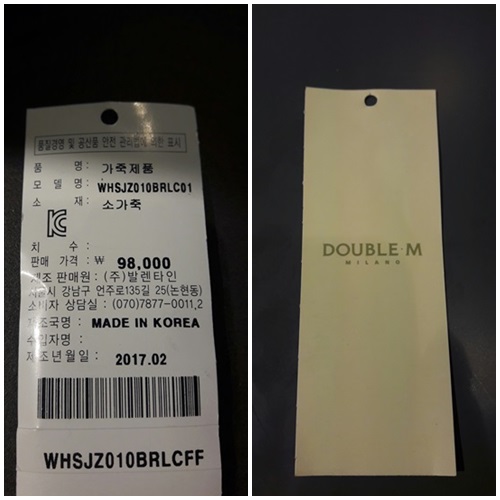 품질경영 및 공산품 안전 관리법에 의한 표시
품 명 : 가죽제품
모 델 명 : WHSJZ010BRLC01
소 재 : 소가죽
치 수 :
판매 가격 : ₩ 98,000
제조 판매원 : (주)발렌타인
서울시 강남구 언주로135길 25(논현동)
소비자 상담실 : (070)7877-0011,2
제조국명 : MADE IN KOREA
수입자명 :
제조년월일 : 2017.02
WHSJZ010BRLCFF
DOUBLE·M
MILANO